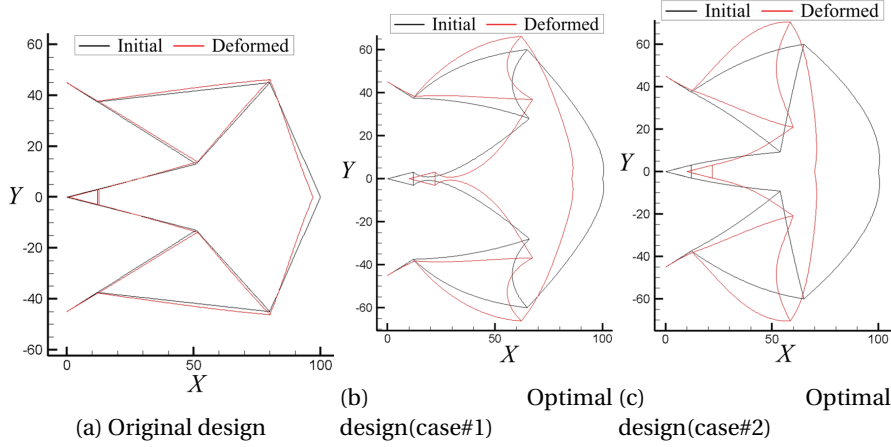 Initial Deformed
60
40
20
Y 0
-20
-40
-60
0 50 100
X
(a) Original design
Initial Deformed
60
40
20
Y 0
-20
-40
-60
0 50 100
X
(b) Optimal
design(case#1)
Initial Deformed
60
40
20
Y 0
-20
-40
-60
0 50 100
X
(c) Optimal
design(case#2)